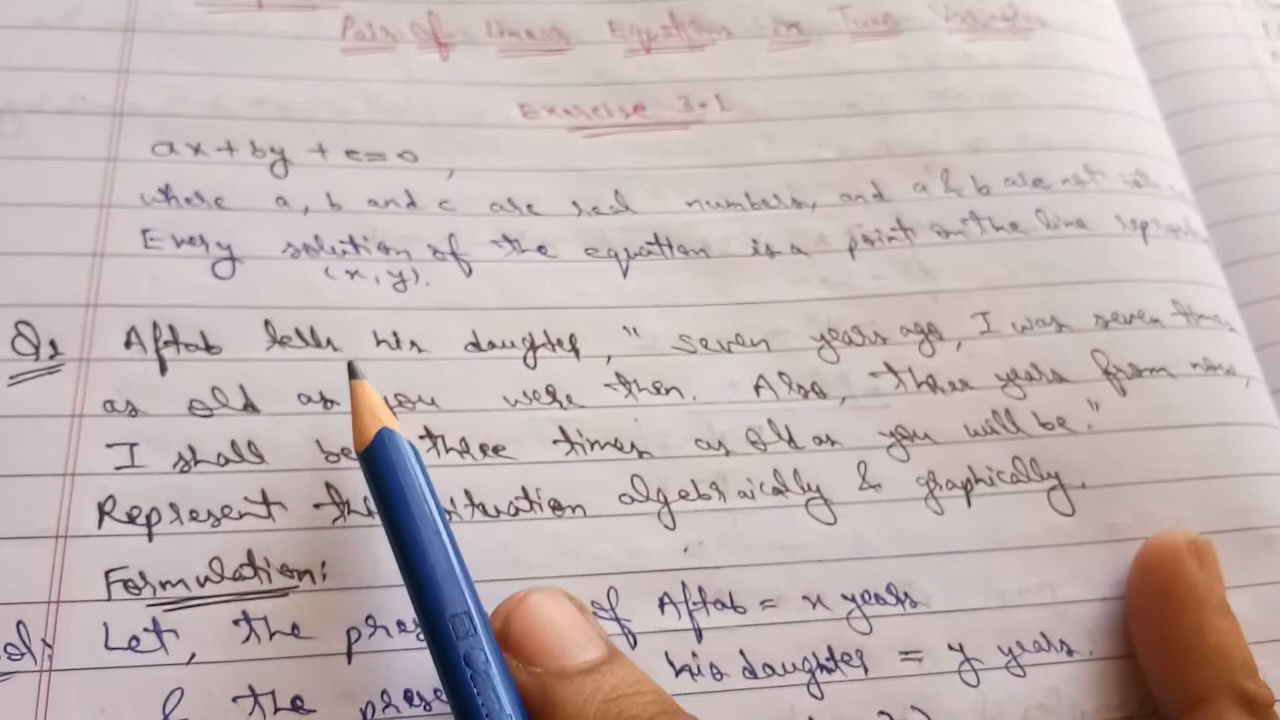 Pair of Linear Equation in Two Variables
Exercise 3.1
ax + by + c = 0,
where a, b and c are real numbers, and a & b are not
Every solution of the equation is a point on the line
(x, y).
Q1 Aftab tells his daughter, " seven years ago, I was seven times
as old as you were then. Also, three years from now,
I shall be three times as old as you will be."
Represent this situation algebraically & graphically.
Formulation:
Let, the of Aftab = x years
& the his daughter = y years.